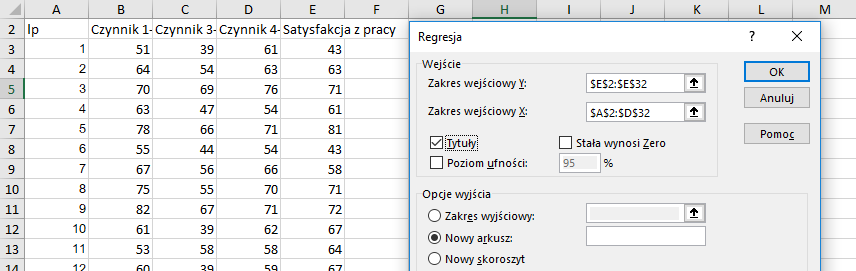 A B C D E F G H I J K L M
2 lp Czynnik 1- Czynnik 3- Czynnik 4- Satysfakcja z pracy
3 1 51 39 61 43
4 2 64 54 63 63
5 3 70 69 76 71
6 4 63 47 54 61
7 5 78 66 71 81
8 6 55 44 54 43
9 7 67 56 66 58
10 8 75 55 70 71
11 9 82 67 71 72
12 10 61 39 62 67
13 11 53 58 58 64
14 12 60 39 59 67
Regresja ? ×
Wejście
Zakres wejściowy Y: $E$2:$E$32
Zakres wejściowy X: $A$2:$D$32
Tytuły Stała wynosi Zero
Poziom ufności: 95 %
OK
Anuluj
Pomoc
Opcje wyjścia
Zakres wyjściowy:
Nowy arkusz:
Nowy skoroszyt